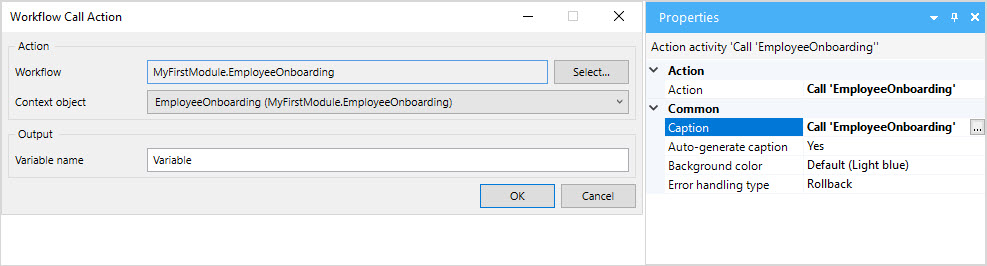 Workflow Call Action
Action
Workflow MyFirstModule.EmployeeOnboarding Select...
Context object EmployeeOnboarding (MyFirstModule.EmployeeOnboarding)
Output
Variable name Variable
OK Cancel
Properties
Action activity 'Call 'EmployeeOnboarding''
Action
Action Call 'EmployeeOnboarding'
Common
Caption Call 'EmployeeOnboarding' ...
Auto-generate caption Yes
Background color Default (Light blue)
Error handling type Rollback